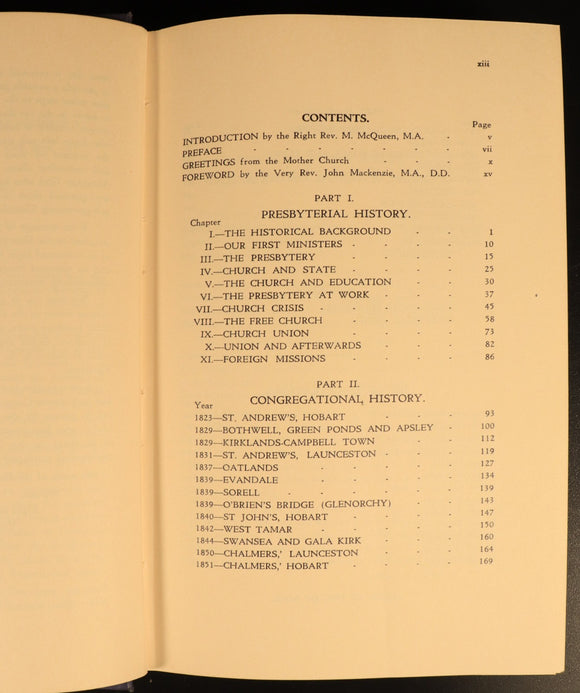 xiii
CONTENTS.
Page
INTRODUCTION by the Right Rev. M. McQueen, M.A. - v
PREFACE - - - - - - - vii
GREETINGS from the Mother Church - - - x
FOREWORD by the Very Rev. John Mackenzie, M.A., D.D. xv
PART I.
PRESBYTERIAL HISTORY.
Chapter
I.—THE HISTORICAL BACKGROUND - - 1
II.—OUR FIRST MINISTERS - - - - 10
III.—THE PRESBYTERY - - - - 15
IV.—CHURCH AND STATE - - - - 25
V.—THE CHURCH AND EDUCATION - - 30
VI.—THE PRESBYTERY AT WORK - - - 37
VII.—CHURCH CRISIS - - - - - 45
VIII.—THE FREE CHURCH - - - - 58
IX.—CHURCH UNION - - - - 73
X.—UNION AND AFTERWARDS - - - 82
XI.—FOREIGN MISSIONS - - - - 86
PART II.
CONGREGATIONAL HISTORY.
Year
1823—ST. ANDREW'S, HOBART - - - - 93
1829—BOTHWELL, GREEN PONDS AND APSLEY - 100
1829—KIRKLANDS-CAMPBELL TOWN - - - 112
1831—ST. ANDREW'S, LAUNCESTON - - - 119
1837—OATLANDS - - - - - - 127
1839—EVANDALE - - - - - - 134
1839—SORELL - - - - - - 139
1839—O'BRIEN'S BRIDGE (GLENORCHY) - - 143
1840—ST JOHN'S, HOBART - - - - 147
1842—WEST TAMAR - - - - - 150
1844—SWANSEA AND GALA KIRK - - - 160
1850—CHALMERS,' LAUNCESTON - - - 164
1851—CHALMERS,' HOBART - - - - 169